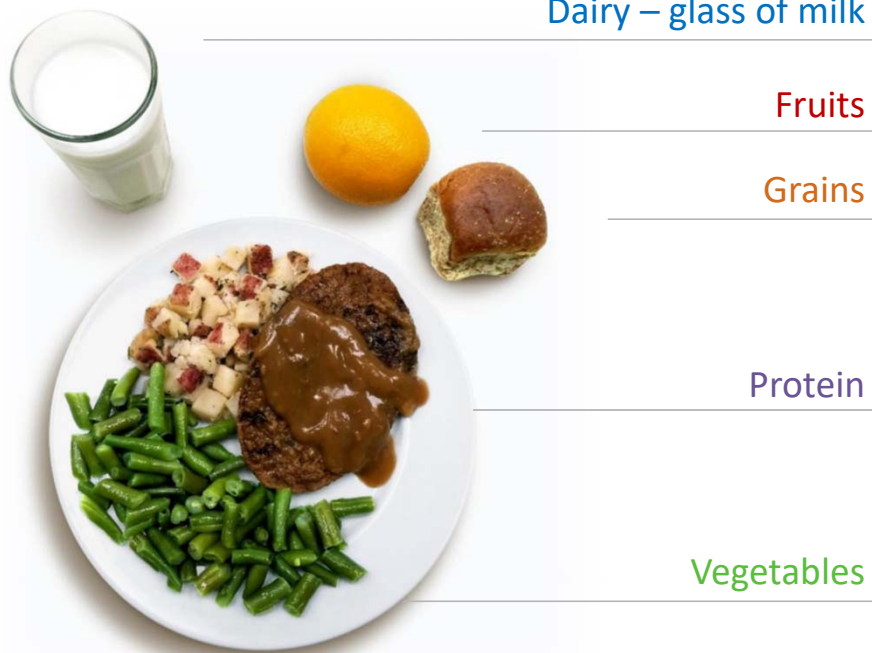 Dairy – glass of milk
Fruits
Grains
Protein
Vegetables